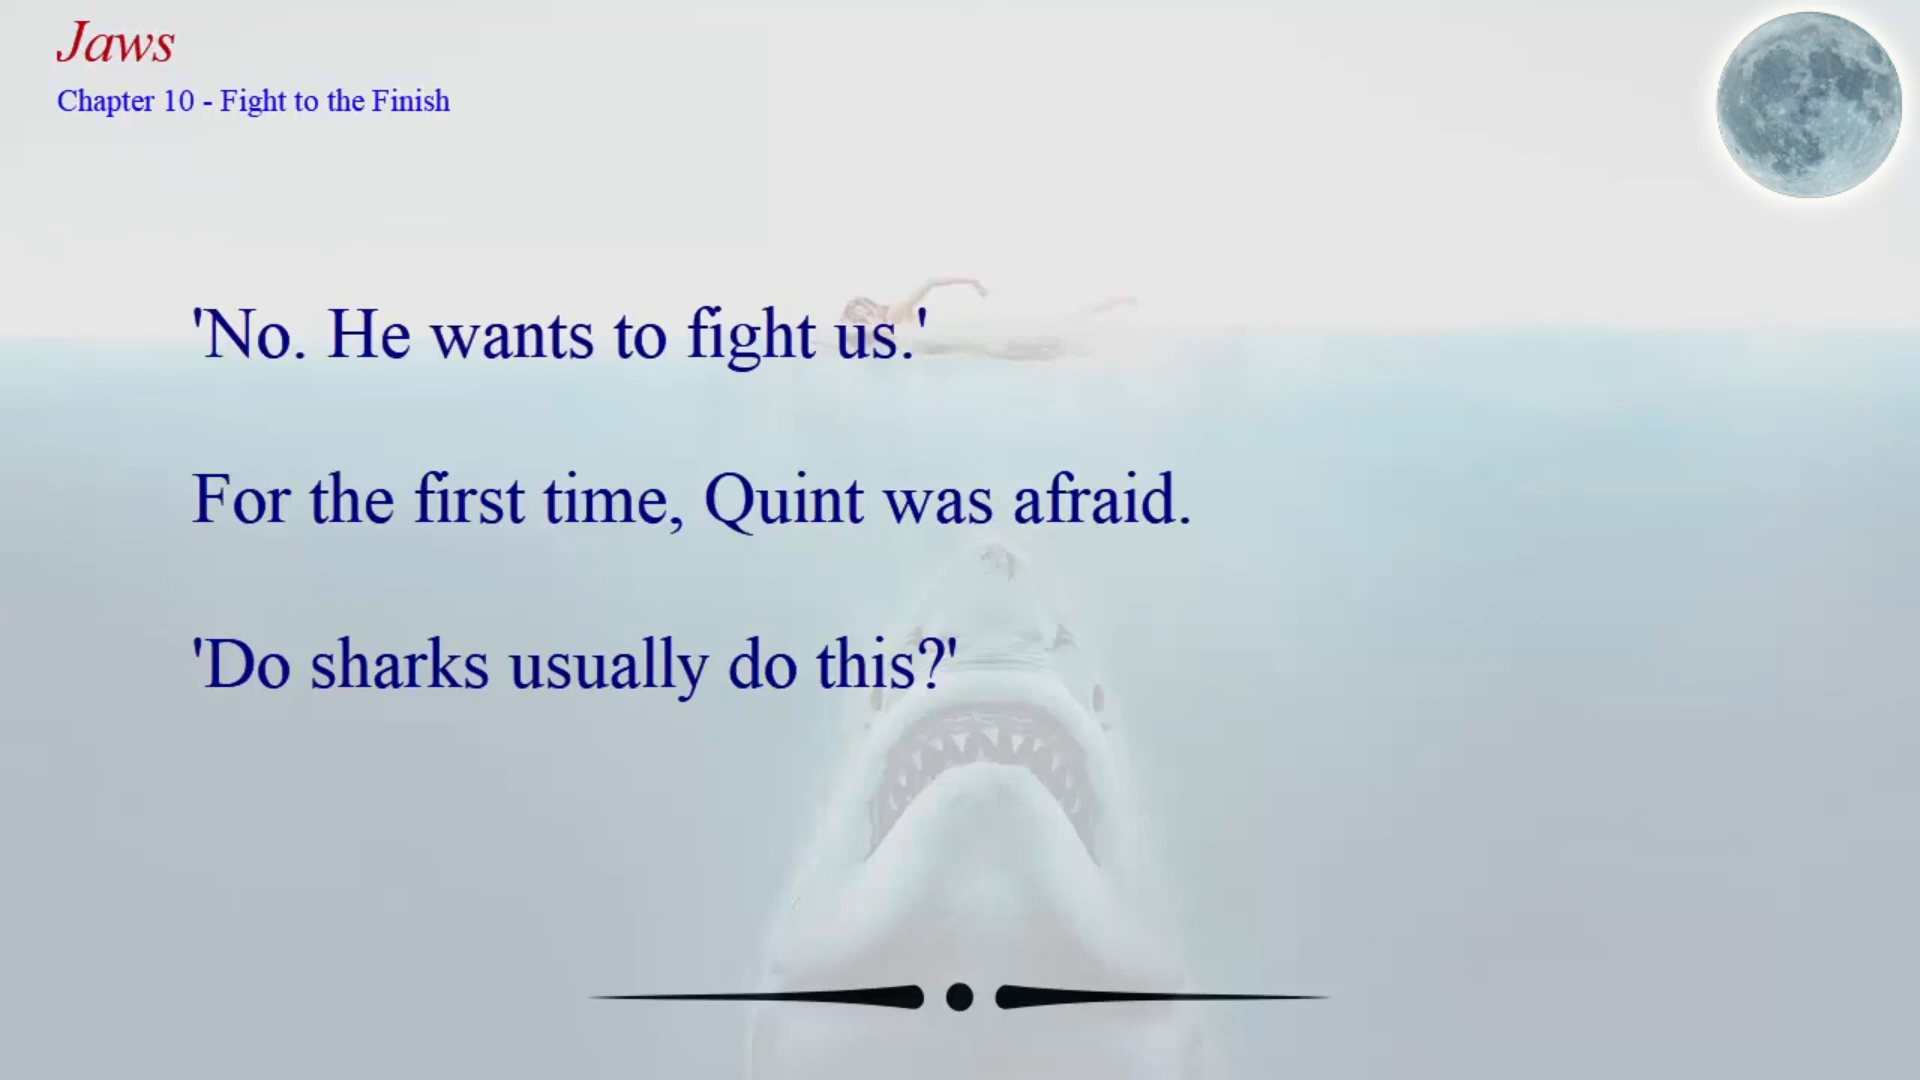 Jaws
Chapter 10 - Fight to the Finish
'No. He wants to fight us.'
For the first time, Quint was afraid.
'Do sharks usually do this?'